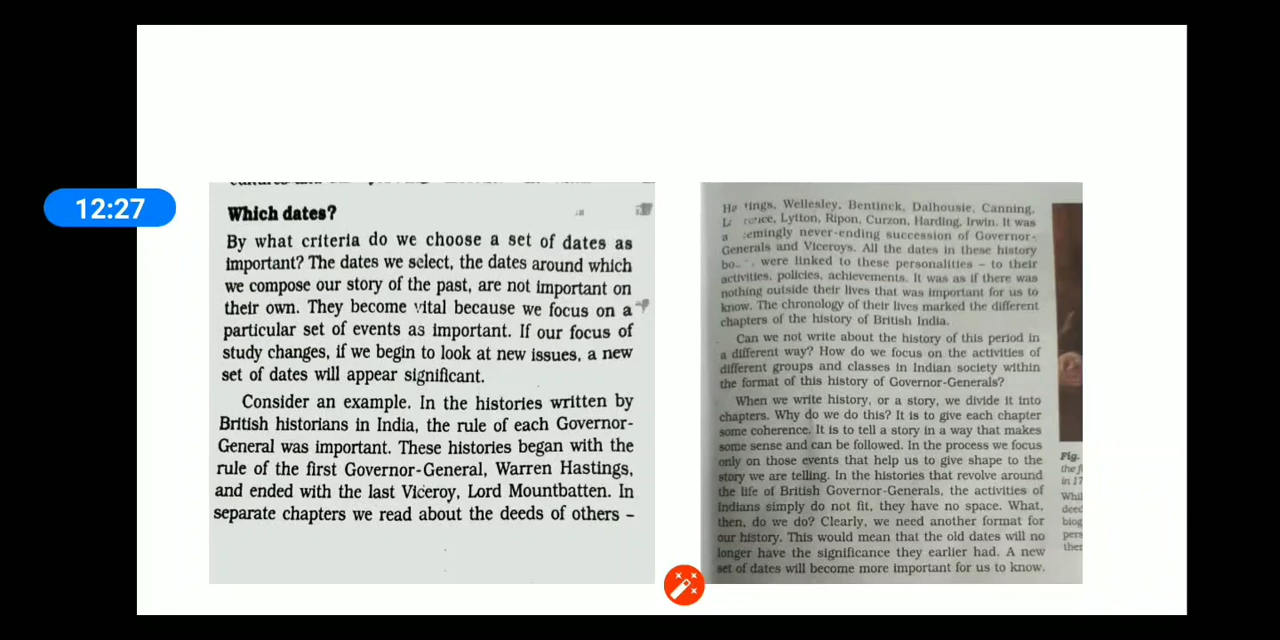 12:27
Which dates?
By what criteria do we choose a set of dates as
important? The dates we select, the dates around which
we compose our story of the past, are not important on
their own. They become vital because we focus on a
particular set of events as important. If our focus of
study changes, if we begin to look at new issues, a new
set of dates will appear significant.
Consider an example. In the histories written by
British historians in India, the rule of each Governor-
General was important. These histories began with the
rule of the first Governor-General, Warren Hastings,
and ended with the last Viceroy, Lord Mountbatten. In
separate chapters we read about the deeds of others –
Wellesley, Bentinck, Dalhousie, Canning,
Lytton, Ripon, Curzon, Harding, Irwin. It was
a seemingly never-ending succession of Governor-
Generals and Viceroys. All the dates in these history
were linked to these personalities – to their
activities, policies, achievements. It was as if there was
nothing outside their lives that was important for us to
know. The chronology of their lives marked the different
chapters of the history of British India.
Can we not write about the history of this period in
a different way? How do we focus on the activities of
different groups and classes in Indian society within
the format of this history of Governor-Generals?
When we write history, or a story, we divide it into
chapters. Why do we do this? It is to give each chapter
some coherence. It is to tell a story in a way that makes
some sense and can be followed. In the process we focus
only on those events that help us to give shape to the
story we are telling. In the histories that revolve around
the life of British Governor-Generals, the activities of
Indians simply do not fit, they have no space. What,
then, do we do? Clearly, we need another format for
our history. This would mean that the old dates will no
longer have the significance they earlier had. A new
set of dates will become more important for us to know.
Fig.
the f
in 17
Whil
deed
biog
pers
ther